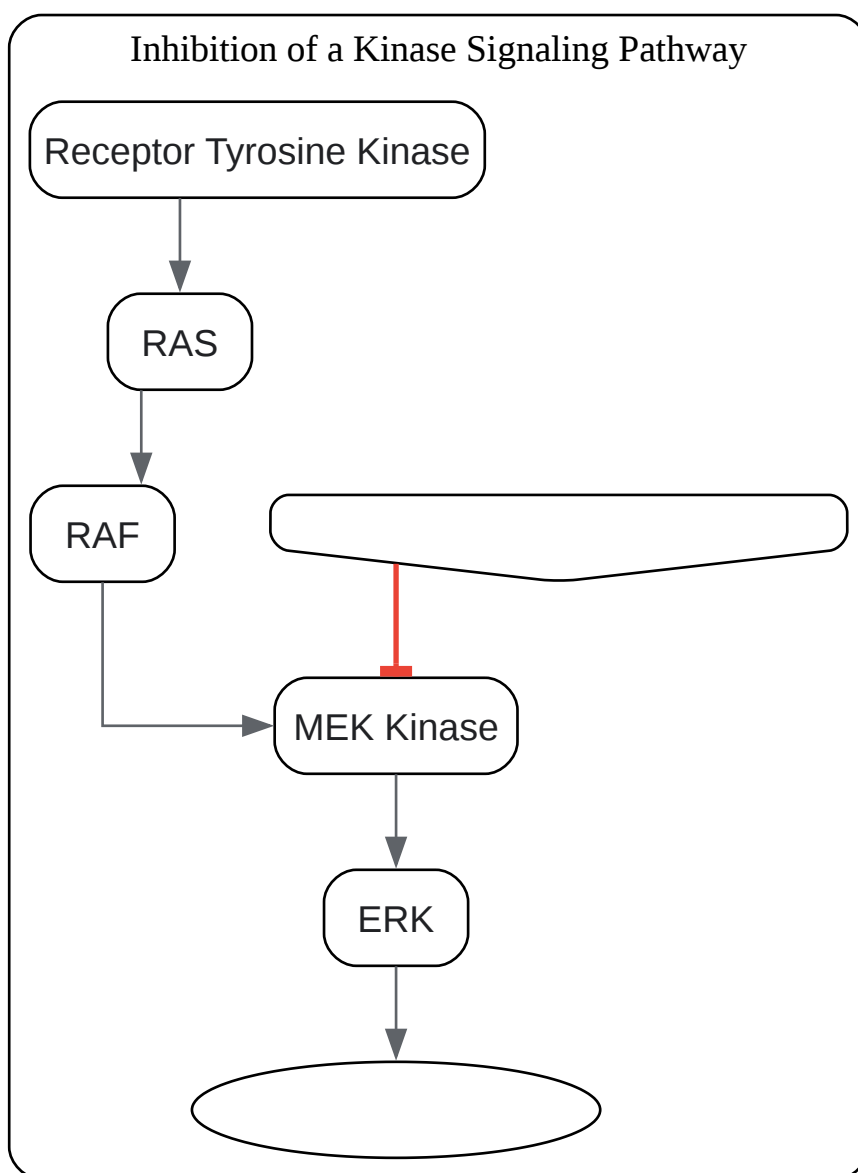 Inhibition of a Kinase Signaling Pathway
Receptor Tyrosine Kinase
RAS
RAF
MEK Kinase
ERK